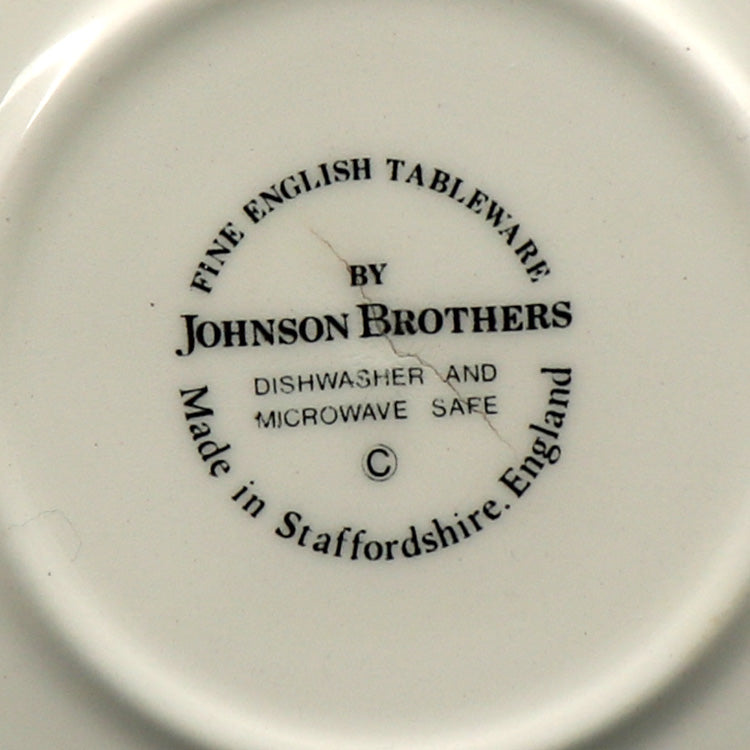 FINE ENGLISH TABLEWARE
BY
JOHNSON BROTHERS
DISHWASHER AND
MICROWAVE SAFE
©
Made in Staffordshire. England